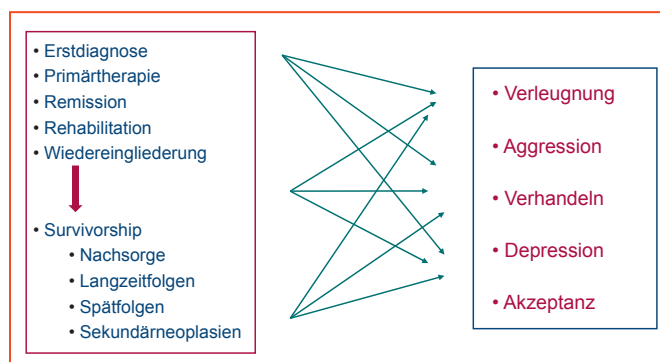 • Erstdiagnose
• Primärtherapie
• Remission
• Rehabilitation
• Wiedereingliederung
• Survivorship
• Nachsorge
• Langzeitfolgen
• Spätfolgen
• Sekundärneoplasien
• Verleugnung
• Aggression
• Verhandeln
• Depression
• Akzeptanz